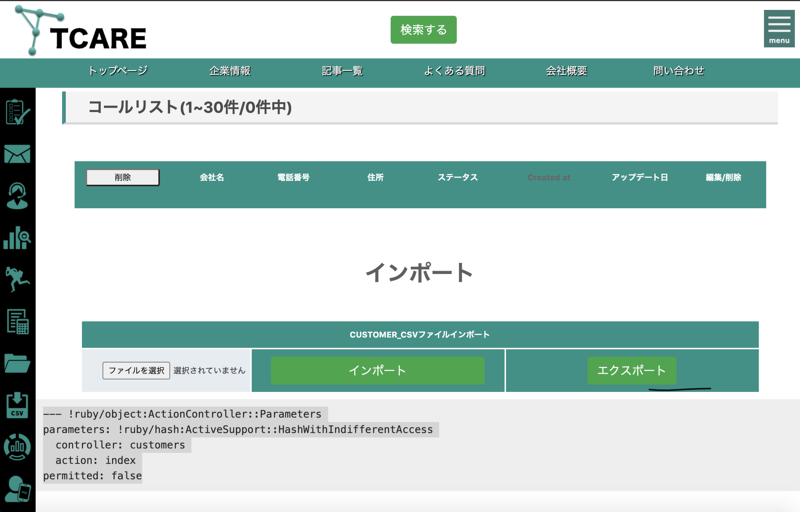 TCARE
検索する
menu
トップページ 企業情報 記事一覧 よくある質問 会社概要 問い合わせ
コールリスト(1~30件/0件中)
削除 会社名 電話番号 住所 ステータス Created at アップデート日 編集/削除
インポート
CUSTOMER_CSVファイルインポート
ファイルを選択 選択されていません インポート エクスポート
CSV
--- !ruby/object:ActionController::Parameters
parameters: !ruby/hash:ActiveSupport::HashWithIndifferentAccess
  controller: customers
  action: index
permitted: false